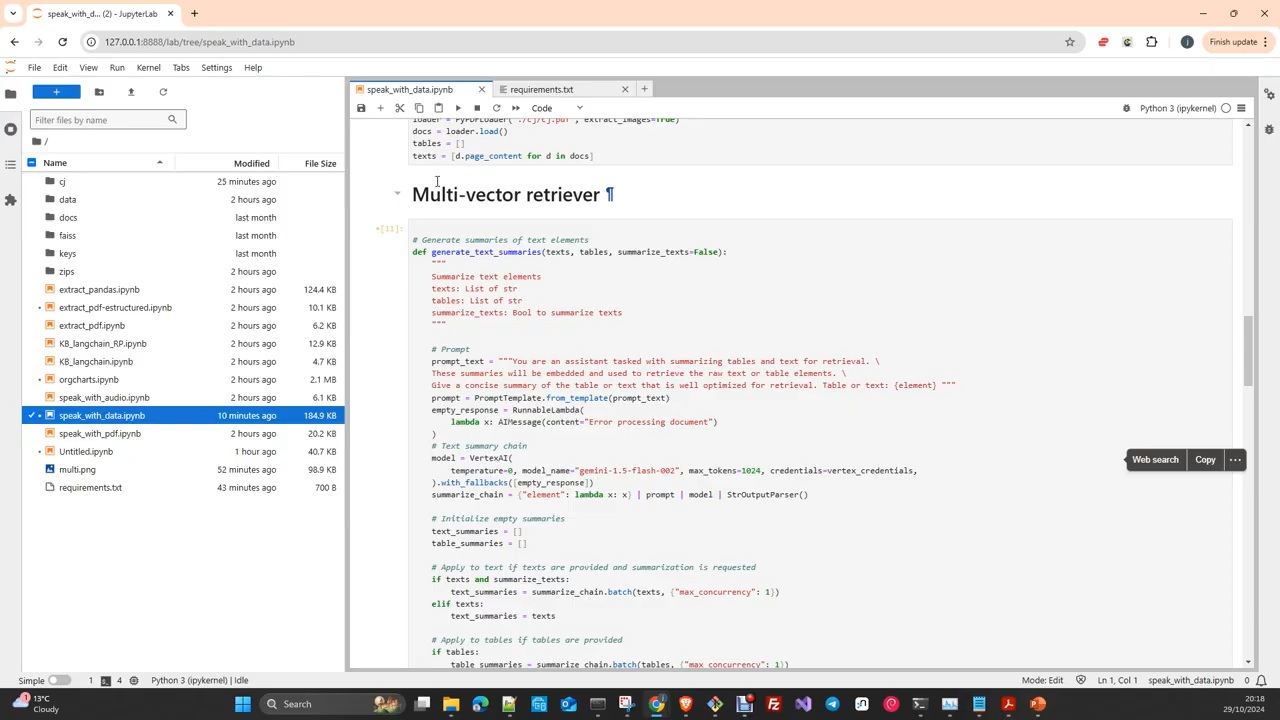 speak_with_d... (2) - JupyterLab
127.0.0.1:8888/lab/tree/speak_with_data.ipynb
Finish update
File Edit View Run Kernel Tabs Settings Help
speak_with_data.ipynb
requirements.txt
Code
Python 3 (ipykernel)
Filter files by name
/
Name Modified File Size
cj 25 minutes ago
data 2 hours ago
docs last month
faiss last month
keys last month
zips 2 hours ago
extract_pandas.ipynb 2 hours ago 124.4 KB
extract_pdf-estructured.ipynb 2 hours ago 10.1 KB
extract_pdf.ipynb 2 hours ago 6.2 KB
KB_langchain_RP.ipynb 2 hours ago 12.9 KB
KB_langchain.ipynb 2 hours ago 4.7 KB
orgcharts.ipynb 2 hours ago 2.1 MB
speak_with_audio.ipynb 2 hours ago 6.1 KB
speak_with_data.ipynb 10 minutes ago 184.9 KB
speak_with_pdf.ipynb 2 hours ago 20.2 KB
Untitled.ipynb 1 hour ago 40.7 KB
multi.png 52 minutes ago 98.9 KB
requirements.txt 43 minutes ago 700 B
loader = PyPDFLoader("./cj/cj.pdf", extract_images=True)
docs = loader.load()
tables = []
texts = [d.page_content for d in docs]
Multi-vector retriever ¶
*[11]:
# Generate summaries of text elements
def generate_text_summaries(texts, tables, summarize_texts=False):
"""
Summarize text elements
texts: List of str
tables: List of str
summarize_texts: Bool to summarize texts
"""
# Prompt
prompt_text = """You are an assistant tasked with summarizing tables and text for retrieval. \
These summaries will be embedded and used to retrieve the raw text or table elements. \
Give a concise summary of the table or text that is well optimized for retrieval. Table or text: {element} """
prompt = PromptTemplate.from_template(prompt_text)
empty_response = RunnableLambda(
lambda x: AIMessage(content="Error processing document")
)
# Text summary chain
model = VertexAI(
temperature=0, model_name="gemini-1.5-flash-002", max_tokens=1024, credentials=vertex_credentials,
).with_fallbacks([empty_response])
summarize_chain = {"element": lambda x: x} | prompt | model | StrOutputParser()
# Initialize empty summaries
text_summaries = []
table_summaries = []
# Apply to text if texts are provided and summarization is requested
if texts and summarize_texts:
text_summaries = summarize_chain.batch(texts, {"max_concurrency": 1})
elif texts:
text_summaries = texts
# Apply to tables if tables are provided
if tables:
table_summaries = summarize_chain.batch(tables, {"max_concurrency": 1})
Web search Copy ...
Simple 1 4 Python 3 (ipykernel) | Idle
Mode: Edit Ln 1, Col 1 speak_with_data.ipynb 0
13°C
Cloudy
Search
20:18
29/10/2024